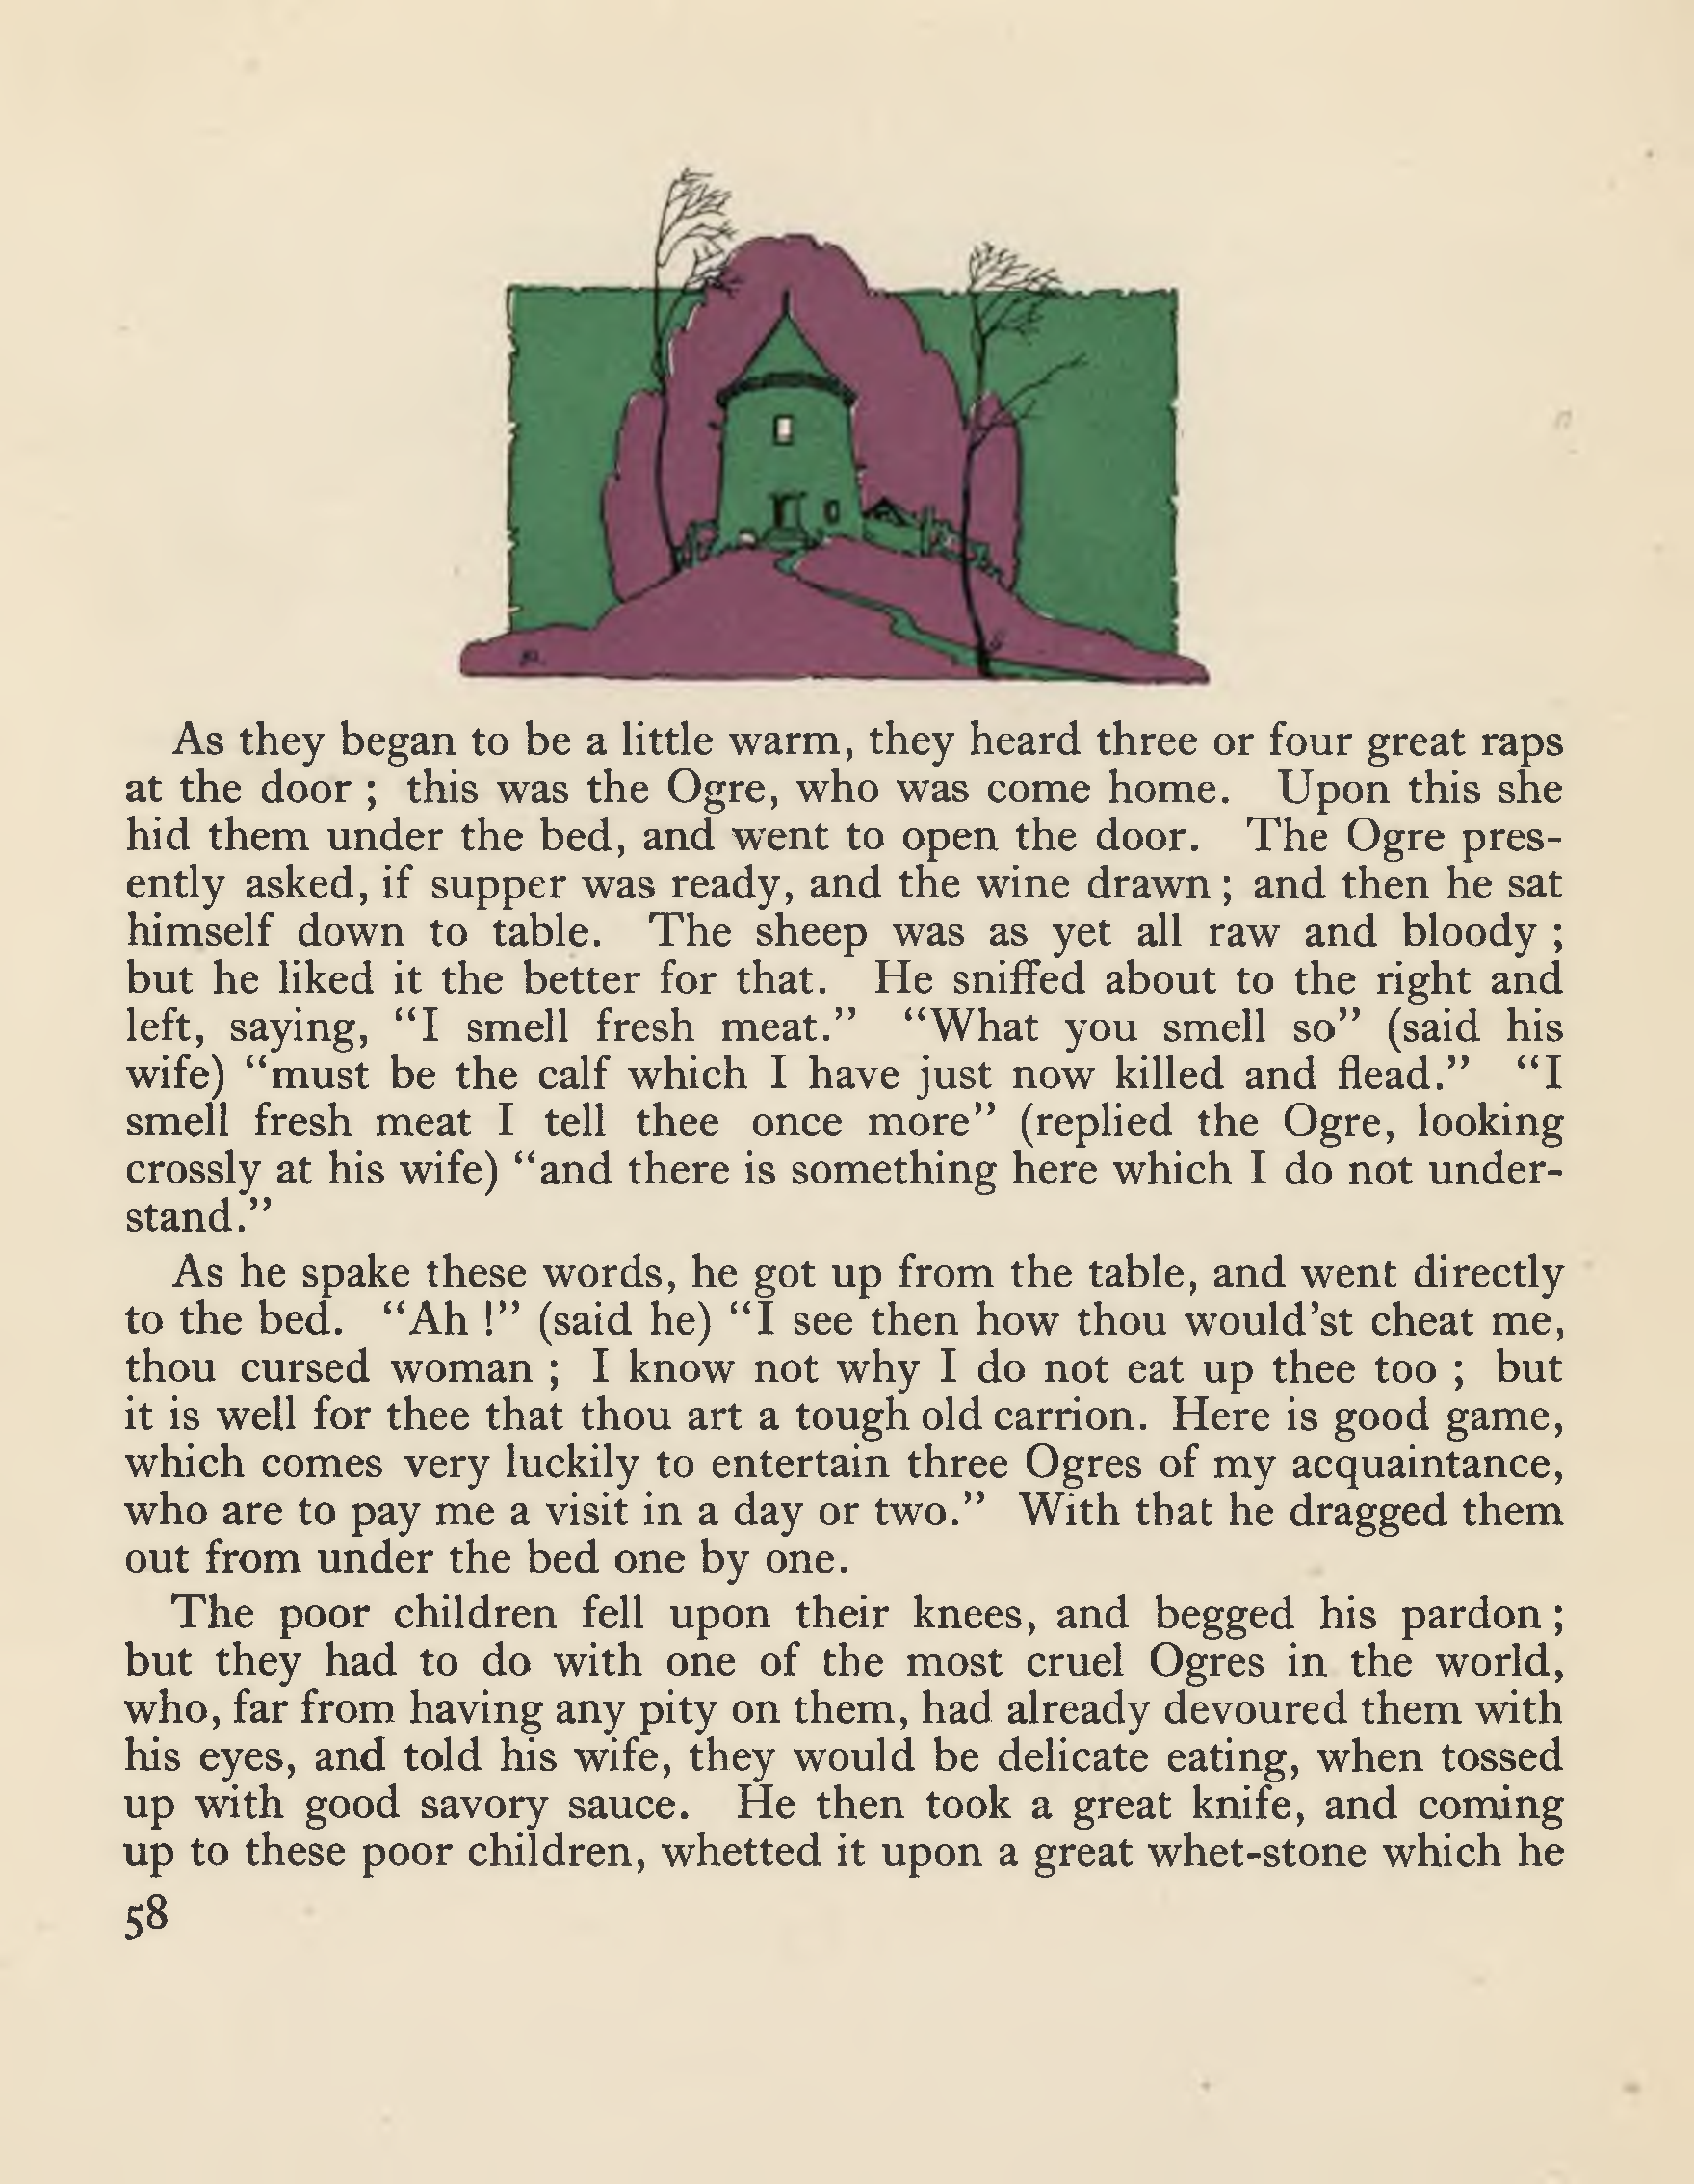 As they began to be a little warm, they heard three or four great raps
at the door ; this was the Ogre, who was come home. Upon this she
hid them under the bed, and went to open the door. The Ogre pres-
ently asked, if supper was ready, and the wine drawn ; and then he sat
himself down to table. The sheep was as yet all raw and bloody ;
but he liked it the better for that. He sniffed about to the right and
left, saying, “I smell fresh meat.” “What you smell so” (said his
wife) “must be the calf which I have just now killed and flead.” “I
smell fresh meat I tell thee once more” (replied the Ogre, looking
crossly at his wife) “and there is something here which I do not under-
stand.”
As he spake these words, he got up from the table, and went directly
to the bed. “Ah !” (said he) “I see then how thou would'st cheat me,
thou cursed woman ; I know not why I do not eat up thee too ; but
it is well for thee that thou art a tough old carrion. Here is good game,
which comes very luckily to entertain three Ogres of my acquaintance,
who are to pay me a visit in a day or two.” With that he dragged them
out from under the bed one by one.
The poor children fell upon their knees, and begged his pardon ;
but they had to do with one of the most cruel Ogres in the world,
who, far from having any pity on them, had already devoured them with
his eyes, and told his wife, they would be delicate eating, when tossed
up with good savory sauce. He then took a great knife, and coming
up to these poor children, whetted it upon a great whet-stone which he
58